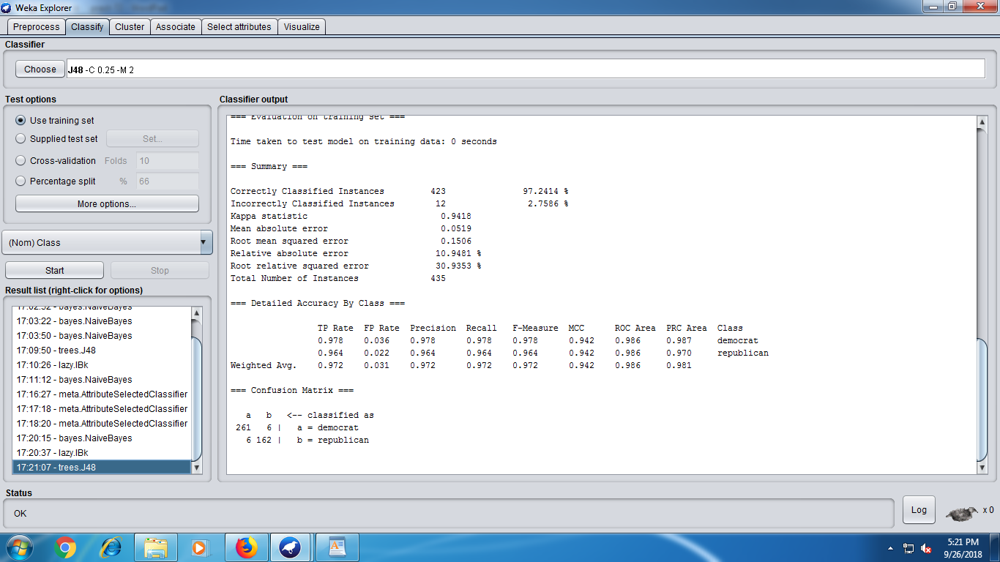 Weka Explorer
Preprocess Classify Cluster Associate Select attributes Visualize
Classifier
Choose J48 -C 0.25 -M 2
Test options
Use training set
Supplied test set Set...
Cross-validation Folds 10
Percentage split % 66
More options...
(Nom) Class
Start Stop
Result list (right-click for options)
17:02:52 - bayes.NaiveBayes
17:03:22 - bayes.NaiveBayes
17:03:50 - bayes.NaiveBayes
17:09:50 - trees.J48
17:10:26 - lazy.IBk
17:11:12 - bayes.NaiveBayes
17:16:27 - meta.AttributeSelectedClassifier
17:17:18 - meta.AttributeSelectedClassifier
17:18:20 - meta.AttributeSelectedClassifier
17:20:15 - bayes.NaiveBayes
17:20:37 - lazy.IBk
17:21:07 - trees.J48
Classifier output
=== Evaluation on training set ===
Time taken to test model on training data: 0 seconds
=== Summary ===
Correctly Classified Instances 423 97.2414 %
Incorrectly Classified Instances 12 2.7586 %
Kappa statistic 0.9418
Mean absolute error 0.0519
Root mean squared error 0.1506
Relative absolute error 10.9481 %
Root relative squared error 30.9353 %
Total Number of Instances 435
=== Detailed Accuracy By Class ===
TP Rate FP Rate Precision Recall F-Measure MCC ROC Area PRC Area Class
0.978 0.036 0.978 0.978 0.978 0.942 0.986 0.987 democrat
0.964 0.022 0.964 0.964 0.964 0.942 0.986 0.970 republican
Weighted Avg. 0.972 0.031 0.972 0.972 0.972 0.942 0.986 0.981
=== Confusion Matrix ===
a b <-- classified as
261 6 | a = democrat
6 162 | b = republican
Status
OK
Log
x 0
5:21 PM
9/26/2018